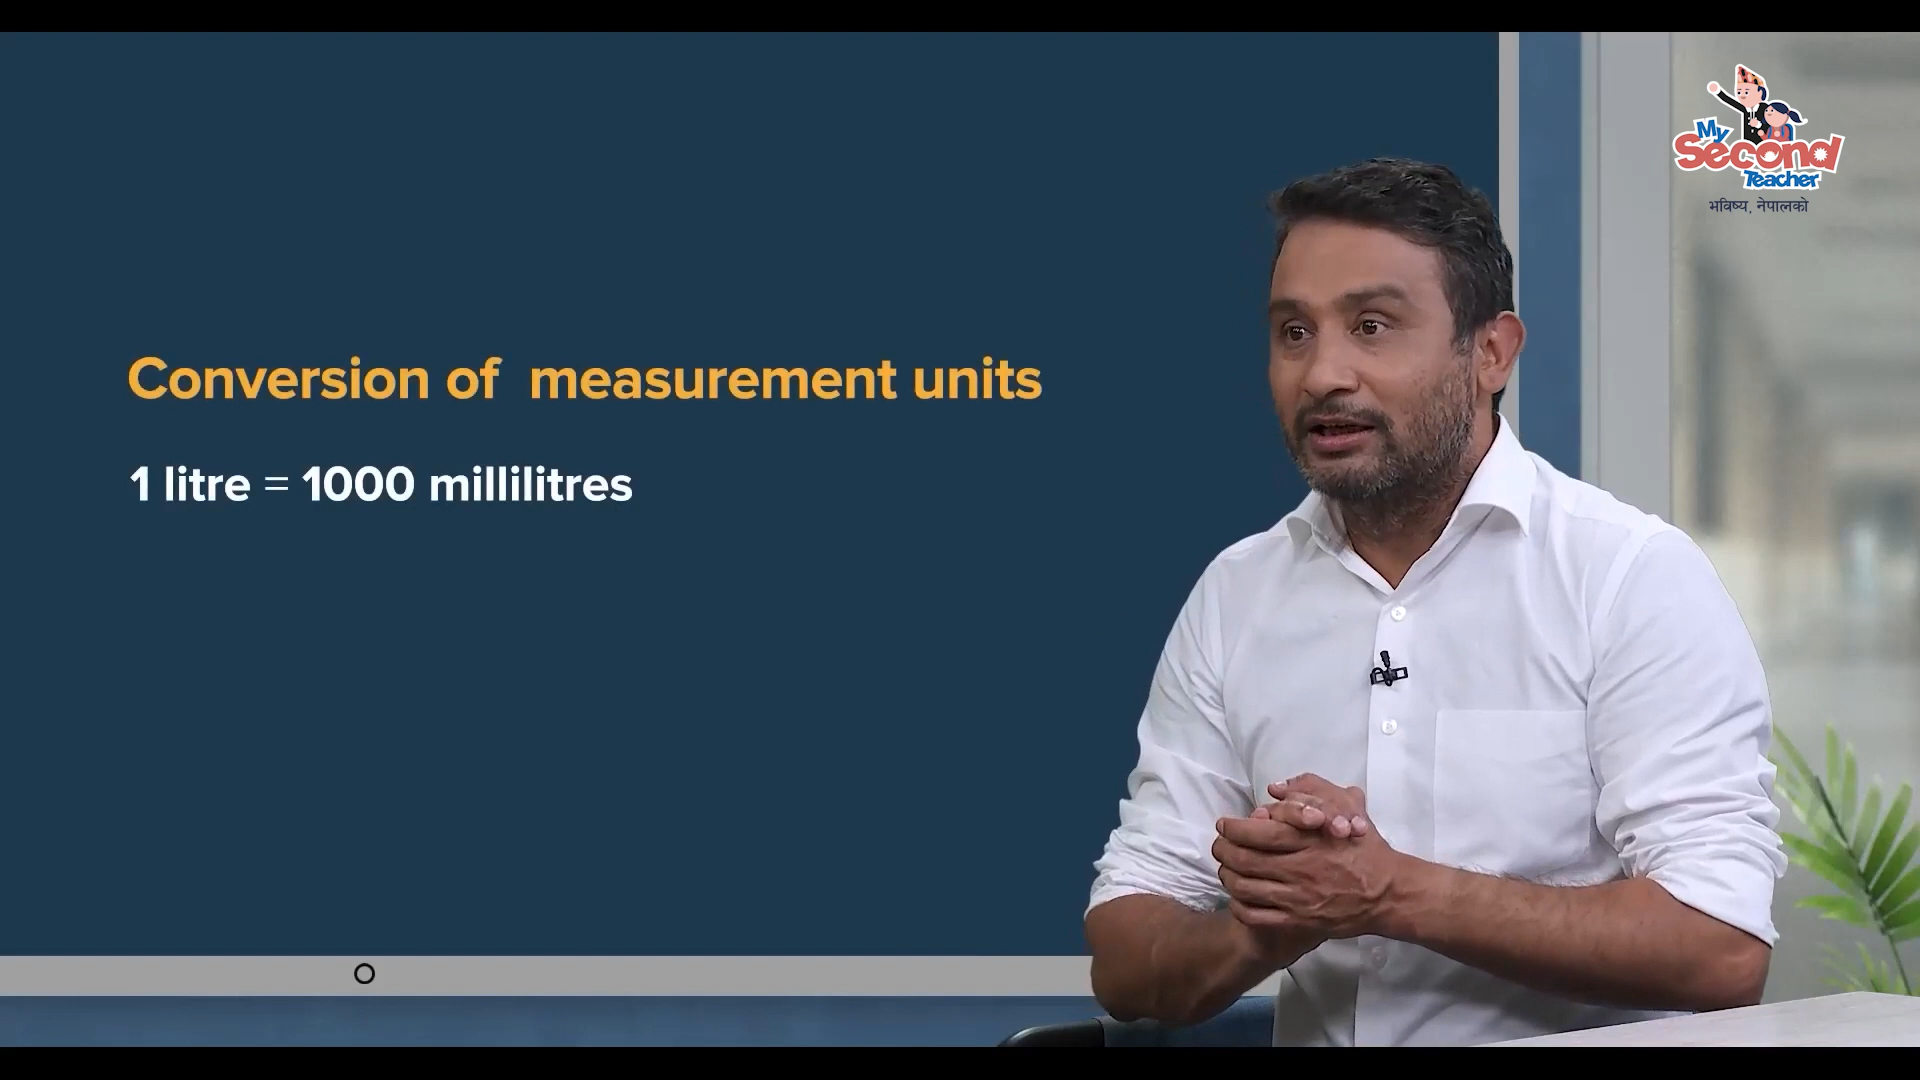 Conversion of  measurement units
1 litre = 1000 millilitres
My
Second
Teacher
भविष्य, नेपालको